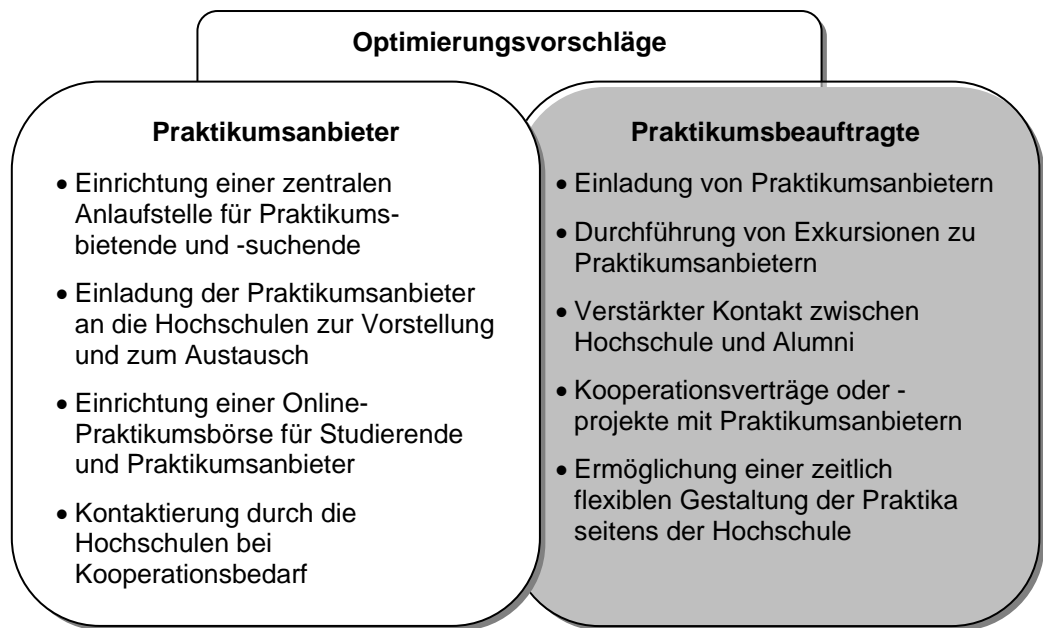 Optimierungsvorschläge
Praktikumsanbieter
• Einrichtung einer zentralen
Anlaufstelle für Praktikums-
bietende und -suchende
• Einladung der Praktikumsanbieter
an die Hochschulen zur Vorstellung
und zum Austausch
• Einrichtung einer Online-
Praktikumsbörse für Studierende
und Praktikumsanbieter
• Kontaktierung durch die
Hochschulen bei
Kooperationsbedarf
Praktikumsbeauftragte
• Einladung von Praktikumsanbietern
• Durchführung von Exkursionen zu
Praktikumsanbietern
• Verstärkter Kontakt zwischen
Hochschule und Alumni
• Kooperationsverträge oder -
projekte mit Praktikumsanbietern
• Ermöglichung einer zeitlich
flexiblen Gestaltung der Praktika
seitens der Hochschule